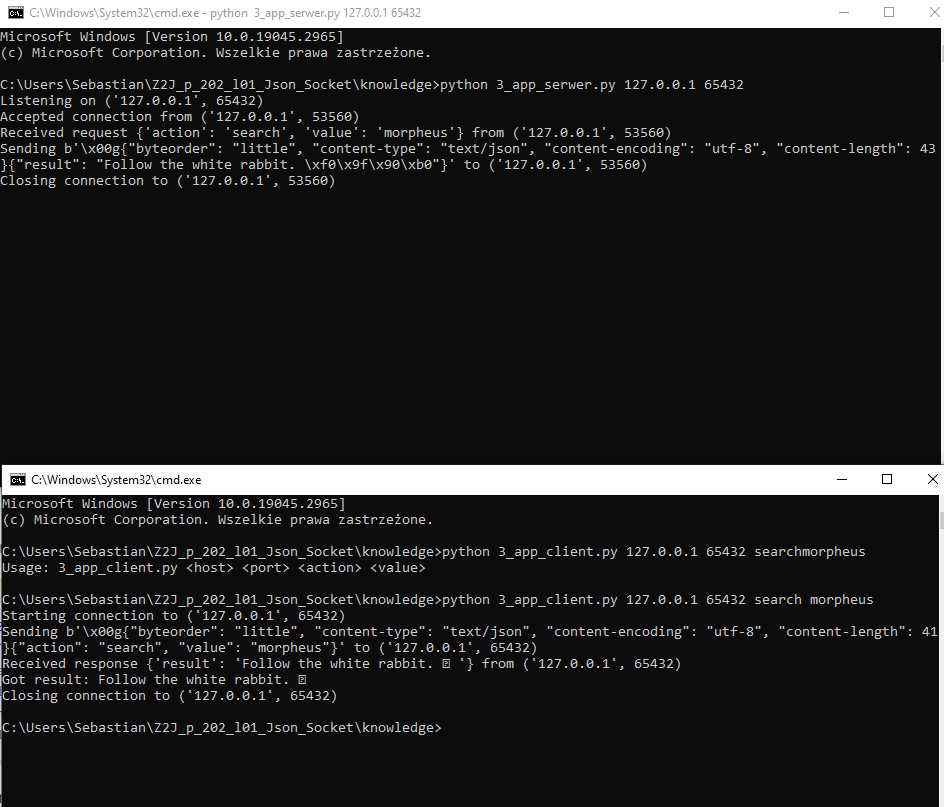 C:\Windows\System32\cmd.exe - python 3_app_serwer.py 127.0.0.1 65432
Microsoft Windows [Version 10.0.19045.2965]
(c) Microsoft Corporation. Wszelkie prawa zastrzeżone.
C:\Users\Sebastian\Z2J_p_202_l01_Json_Socket\knowledge>python 3_app_serwer.py 127.0.0.1 65432
Listening on ('127.0.0.1', 65432)
Accepted connection from ('127.0.0.1', 53560)
Received request {'action': 'search', 'value': 'morpheus'} from ('127.0.0.1', 53560)
Sending b'\x00g{"byteorder": "little", "content-type": "text/json", "content-encoding": "utf-8", "content-length": 43
}{"result": "Follow the white rabbit. \xf0\x9f\x90\xb0"}' to ('127.0.0.1', 53560)
Closing connection to ('127.0.0.1', 53560)
C:\Windows\System32\cmd.exe
Microsoft Windows [Version 10.0.19045.2965]
(c) Microsoft Corporation. Wszelkie prawa zastrzeżone.
C:\Users\Sebastian\Z2J_p_202_l01_Json_Socket\knowledge>python 3_app_client.py 127.0.0.1 65432 searchmorpheus
Usage: 3_app_client.py <host> <port> <action> <value>
C:\Users\Sebastian\Z2J_p_202_l01_Json_Socket\knowledge>python 3_app_client.py 127.0.0.1 65432 search morpheus
Starting connection to ('127.0.0.1', 65432)
Sending b'\x00g{"byteorder": "little", "content-type": "text/json", "content-encoding": "utf-8", "content-length": 41
}{"action": "search", "value": "morpheus"}' to ('127.0.0.1', 65432)
Received response {'result': 'Follow the white rabbit. ⍰ '} from ('127.0.0.1', 65432)
Got result: Follow the white rabbit. ⍰
Closing connection to ('127.0.0.1', 65432)
C:\Users\Sebastian\Z2J_p_202_l01_Json_Socket\knowledge>